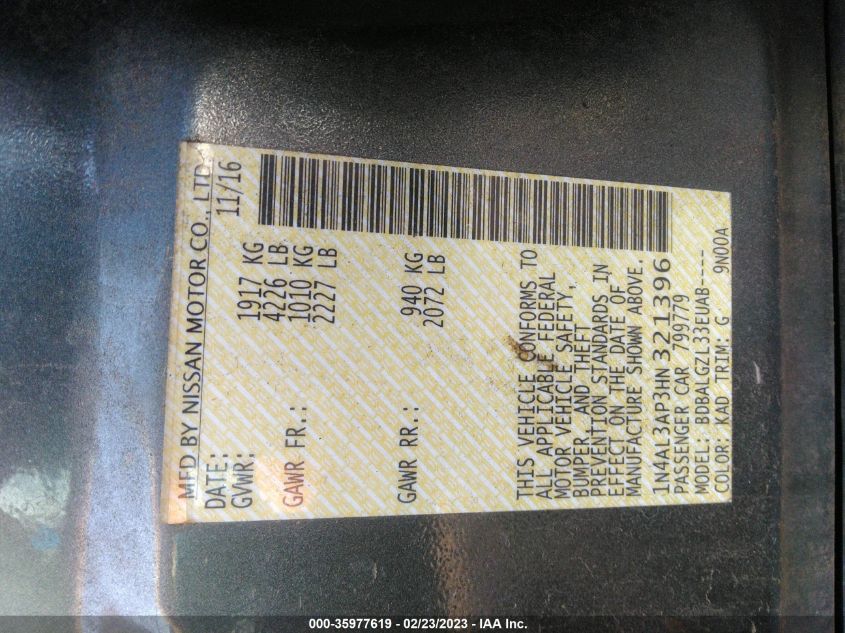 MFD BY NISSAN MOTOR CO., LTD.
DATE: 11/16
GVWR: 1917 KG
4226 LB
GAWR FR.: 1010 KG
2227 LB
GAWR RR.: 940 KG
2072 LB
THIS VEHICLE CONFORMS TO
ALL APPLICABLE FEDERAL
MOTOR VEHICLE SAFETY,
BUMPER AND THEFT
PREVENTION STANDARDS IN
EFFECT ON THE DATE OF
MANUFACTURE SHOWN ABOVE.
1N4AL3AP3HN321396
PASSENGER CAR 799779
MODEL: BDBALGZL33EUAB----
COLOR: KAD TRIM: G 9N00A
000-35977619 - 02/23/2023 - IAA Inc.